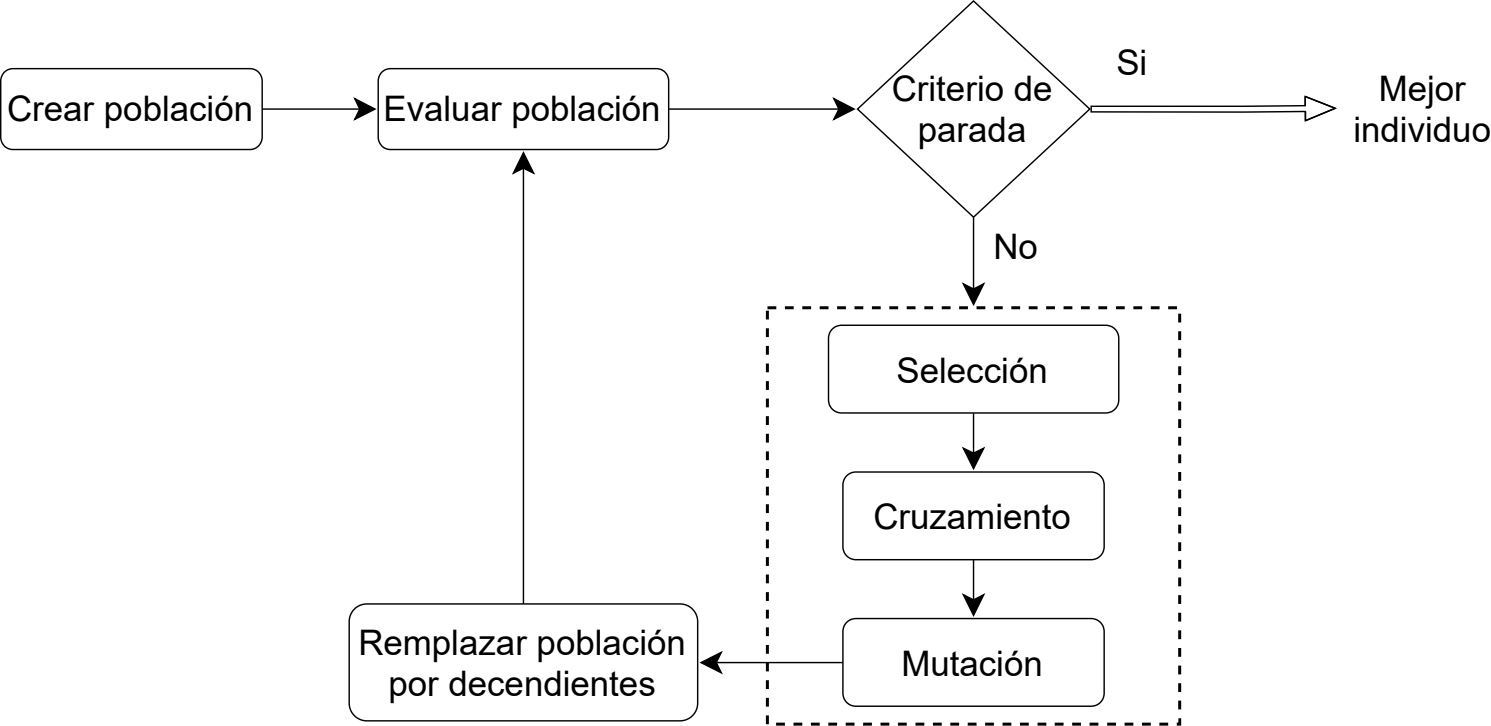 Crear población
Evaluar población
Criterio de
parada
Si
Mejor
individuo
No
Selección
Cruzamiento
Mutación
Remplazar población
por decendientes